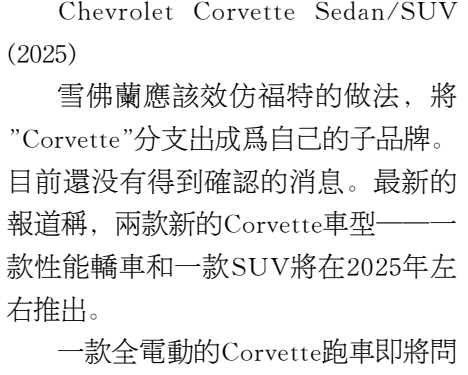 Chevrolet Corvette Sedan/SUV
(2025)
雪佛蘭應該效仿福特的做法，將
”Corvette”分支出成爲自己的子品牌。
目前還没有得到確認的消息。最新的
報道稱，兩款新的Corvette車型——一
款性能轎車和一款SUV將在2025年左
右推出。
一款全電動的Corvette跑車即將問